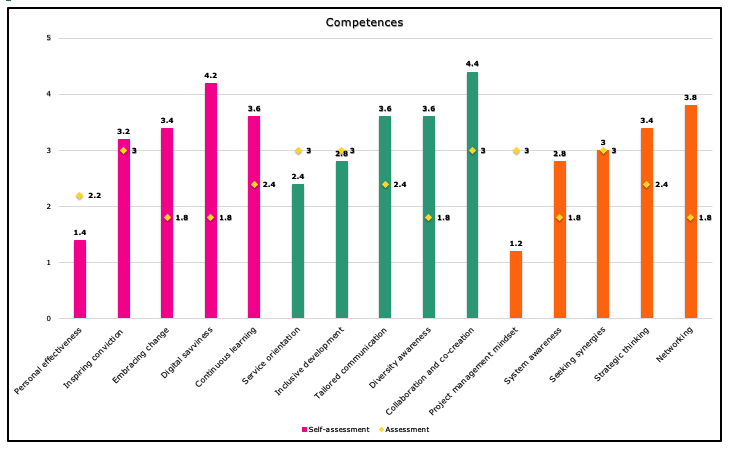 Competences
5
4
3
2
1
0
1.4
3.2
3.4
4.2
3.6
2.4
2.8
3.6
3.6
4.4
1.2
2.8
3
3.4
3.8
2.2
3
1.8
1.8
2.4
3
3
2.4
1.8
3
3
1.8
3
2.4
1.8
Personal effectiveness
Inspiring conviction
Embracing change
Digital savviness
Continuous learning
Service orientation
Inclusive development
Tailored communication
Diversity awareness
Collaboration and co-creation
Project management mindset
System awareness
Seeking synergies
Strategic thinking
Networking
Self-assessment Assessment